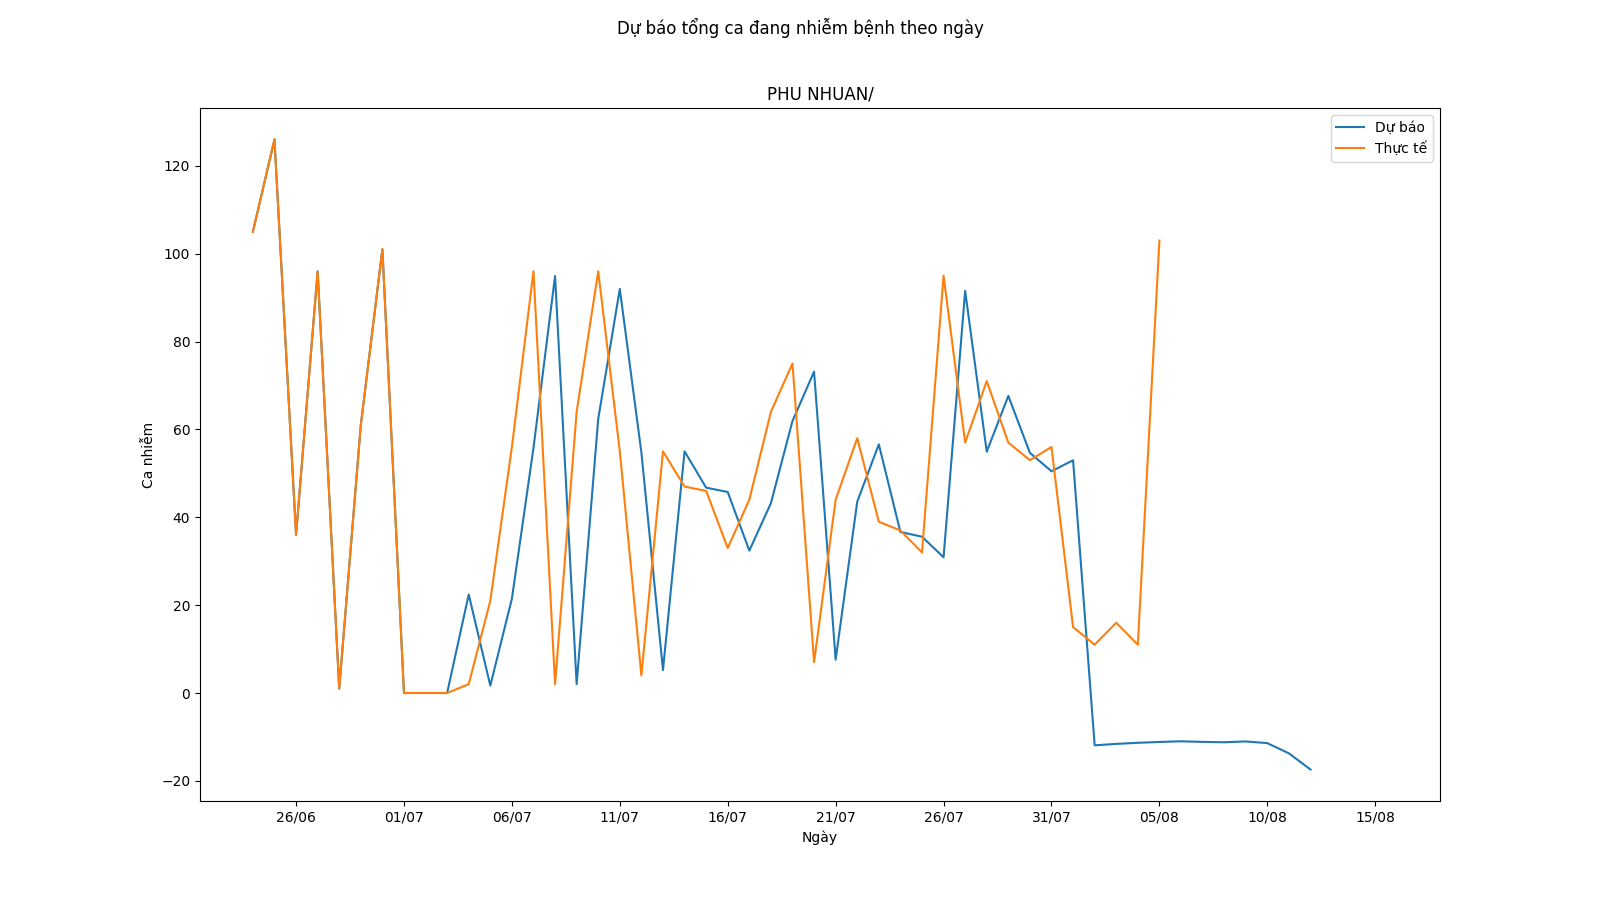 Dự báo tổng ca đang nhiễm bệnh theo ngày
PHU NHUAN/
Dự báo
Thực tế
120
100
80
60
40
20
0
−20
Ca nhiễm
26/06 01/07 06/07 11/07 16/07 21/07 26/07 31/07 05/08 10/08 15/08
Ngày